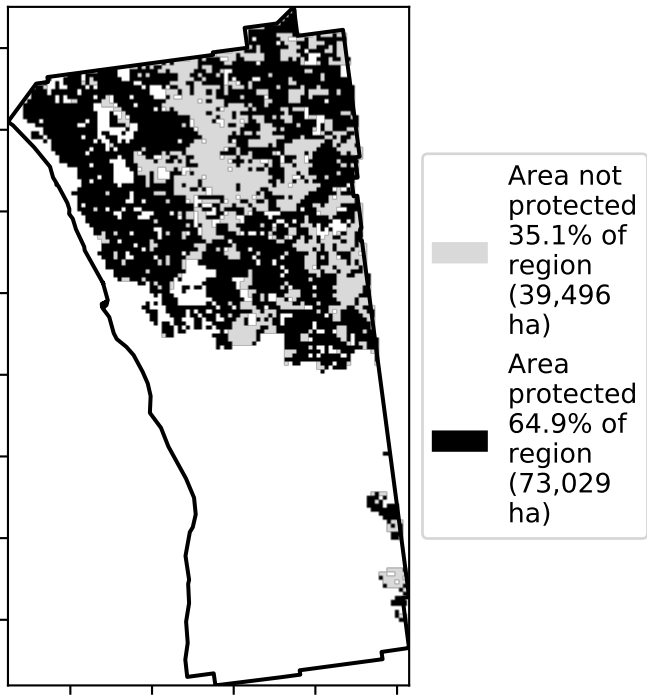 Area not
protected
35.1% of
region
(39,496
ha)
Area
protected
64.9% of
region
(73,029
ha)